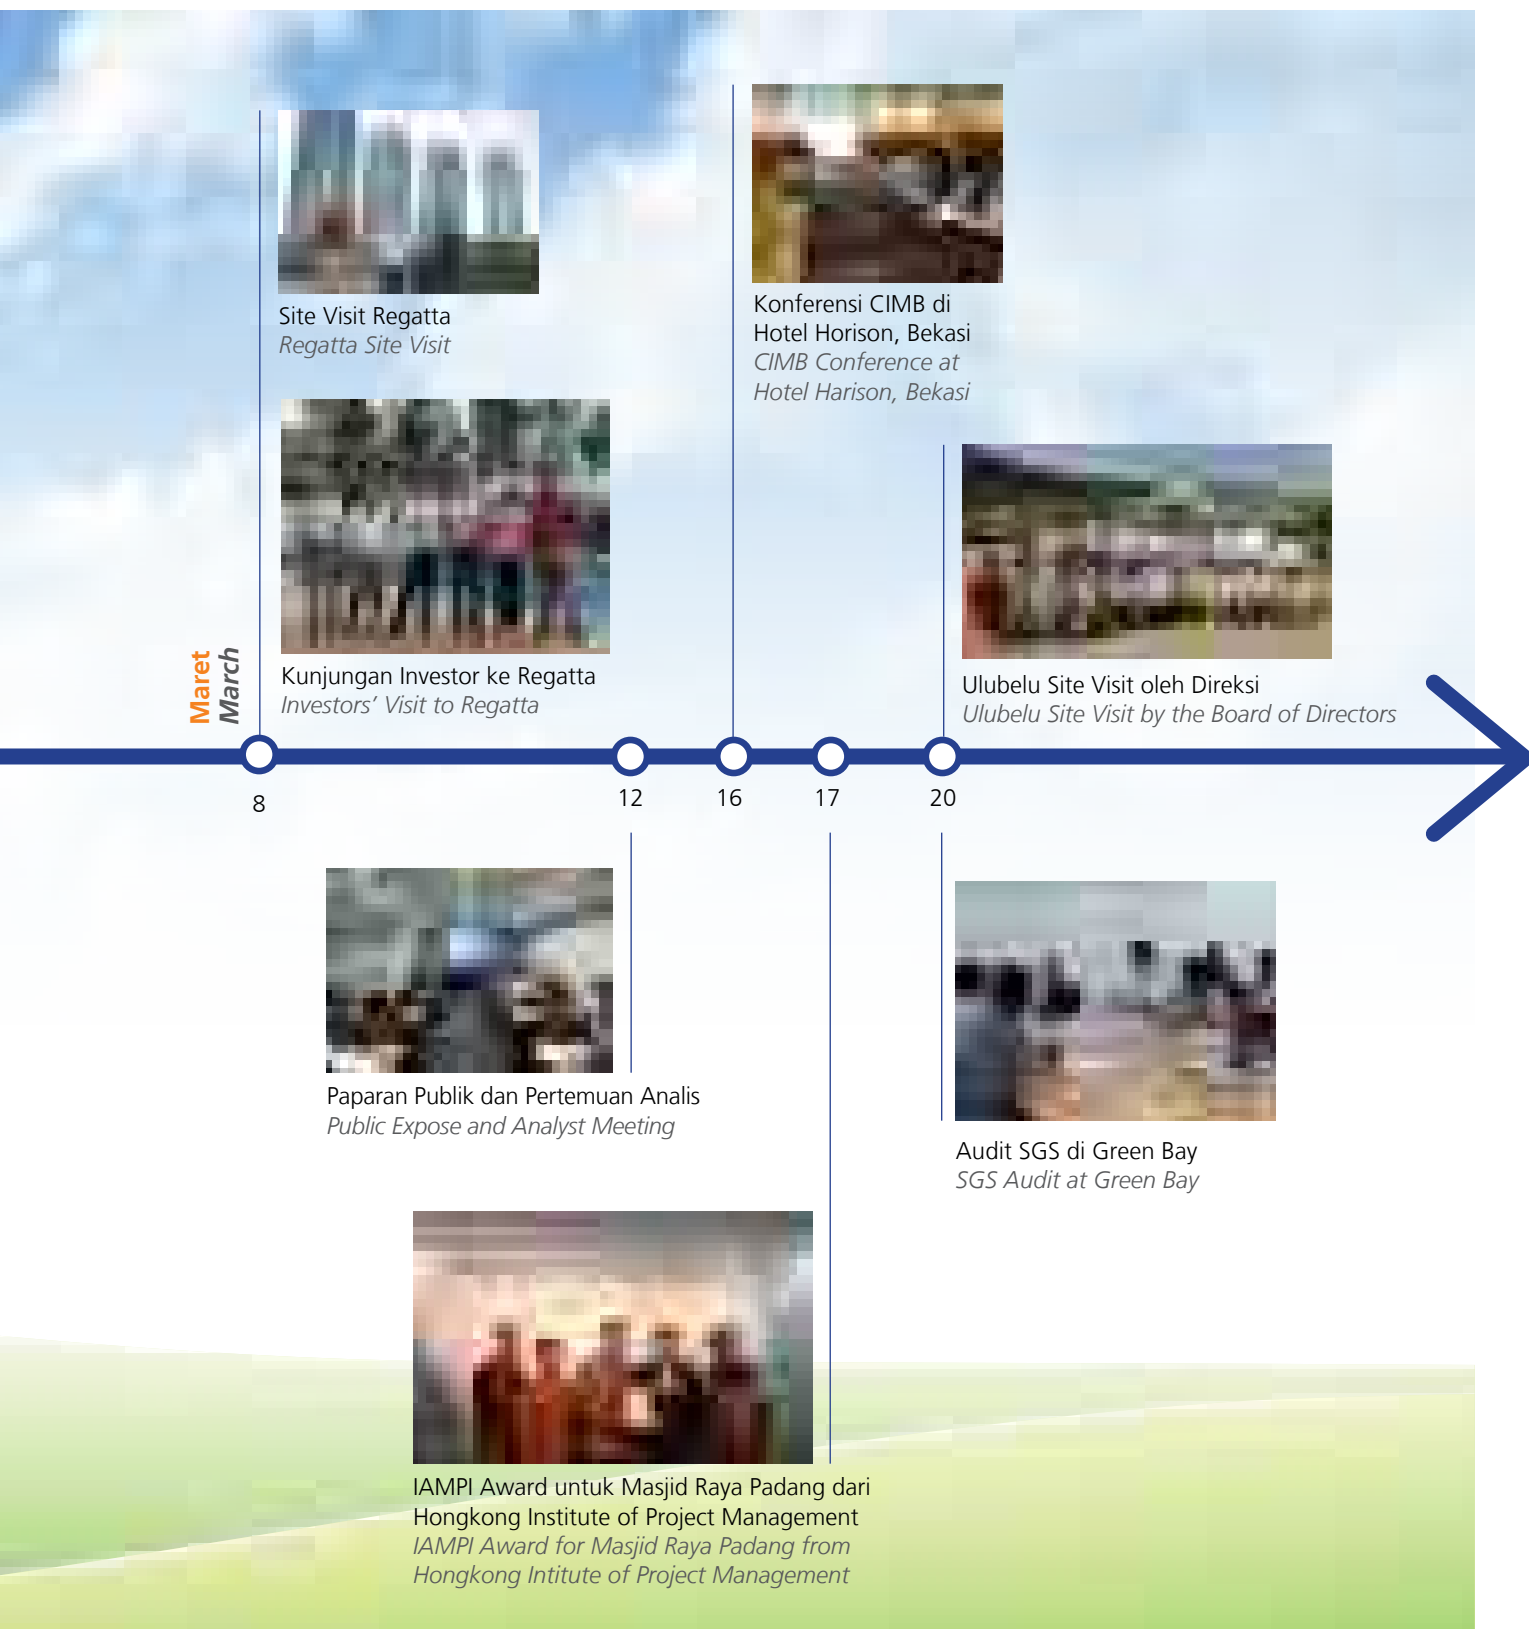 Site Visit Regatta
Regatta Site Visit
Konferensi CIMB di
Hotel Horison, Bekasi
CIMB Conference at
Hotel Harison, Bekasi
Kunjungan Investor ke Regatta
Investors’ Visit to Regatta
Ulubelu Site Visit oleh Direksi
Ulubelu Site Visit by the Board of Directors
Maret
March
8
12
16
17
20
Paparan Publik dan Pertemuan Analis
Public Expose and Analyst Meeting
Audit SGS di Green Bay
SGS Audit at Green Bay
IAMPI Award untuk Masjid Raya Padang dari
Hongkong Institute of Project Management
IAMPI Award for Masjid Raya Padang from
Hongkong Intitute of Project Management